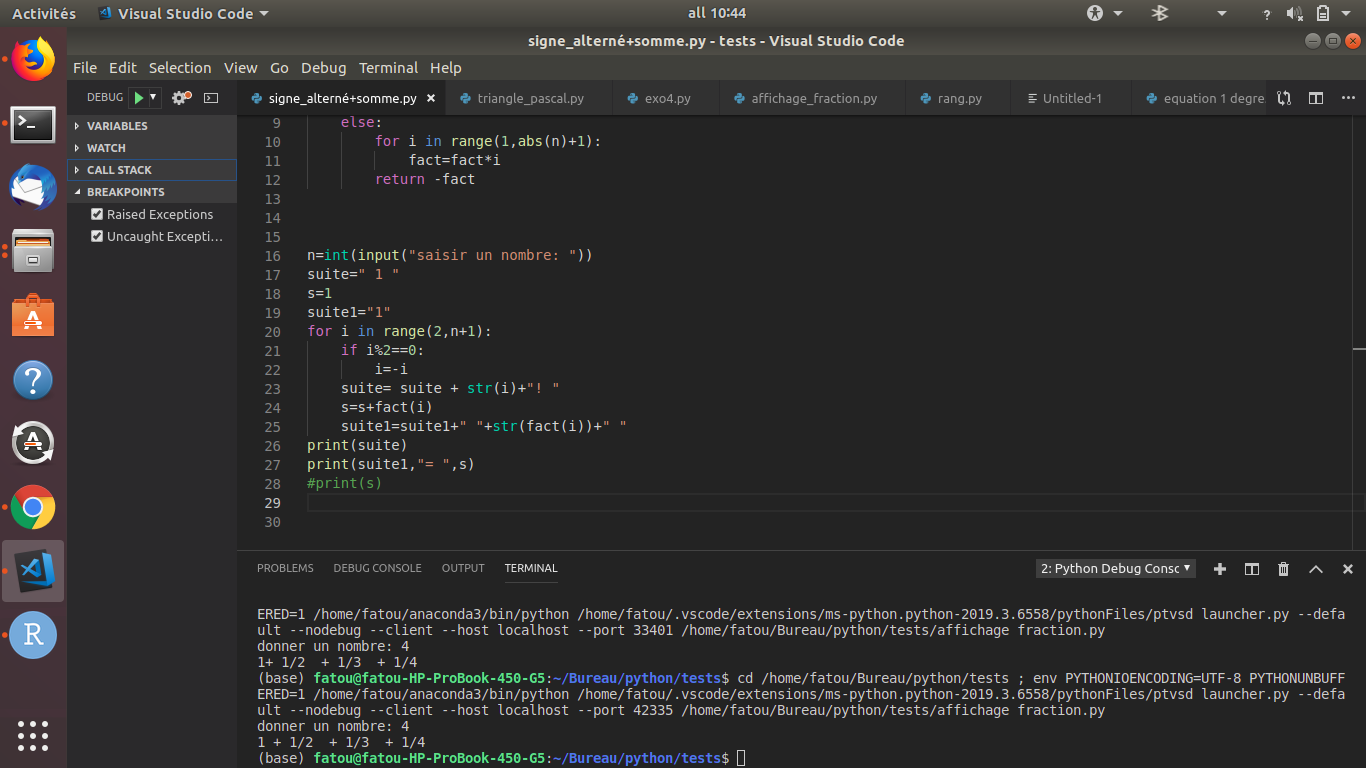 Activités Visual Studio Code all 10:44 ?
signe_alterné+somme.py - tests - Visual Studio Code
File Edit Selection View Go Debug Terminal Help
DEBUG signe_alterné+somme.py triangle_pascal.py exo4.py affichage_fraction.py rang.py Untitled-1 equation 1 degre
VARIABLES
WATCH
CALL STACK
BREAKPOINTS
Raised Exceptions
Uncaught Excepti...
9 else:
10 for i in range(1,abs(n)+1):
11 fact=fact*i
12 return -fact
13
14
15
16 n=int(input("saisir un nombre: "))
17 suite=" 1 "
18 s=1
19 suite1="1"
20 for i in range(2,n+1):
21 if i%2==0:
22 i=-i
23 suite= suite + str(i)+"! "
24 s=s+fact(i)
25 suite1=suite1+" "+str(fact(i))+" "
26 print(suite)
27 print(suite1,"= ",s)
28 #print(s)
29
30
PROBLEMS DEBUG CONSOLE OUTPUT TERMINAL 2: Python Debug Consc
ERED=1 /home/fatou/anaconda3/bin/python /home/fatou/.vscode/extensions/ms-python.python-2019.3.6558/pythonFiles/ptvsd launcher.py --defa
ult --nodebug --client --host localhost --port 33401 /home/fatou/Bureau/python/tests/affichage fraction.py
donner un nombre: 4
1+ 1/2  + 1/3  + 1/4
(base) fatou@fatou-HP-ProBook-450-G5:~/Bureau/python/tests$ cd /home/fatou/Bureau/python/tests ; env PYTHONIOENCODING=UTF-8 PYTHONUNBUFF
ERED=1 /home/fatou/anaconda3/bin/python /home/fatou/.vscode/extensions/ms-python.python-2019.3.6558/pythonFiles/ptvsd launcher.py --defa
ult --nodebug --client --host localhost --port 42335 /home/fatou/Bureau/python/tests/affichage fraction.py
donner un nombre: 4
1 + 1/2  + 1/3  + 1/4
(base) fatou@fatou-HP-ProBook-450-G5:~/Bureau/python/tests$